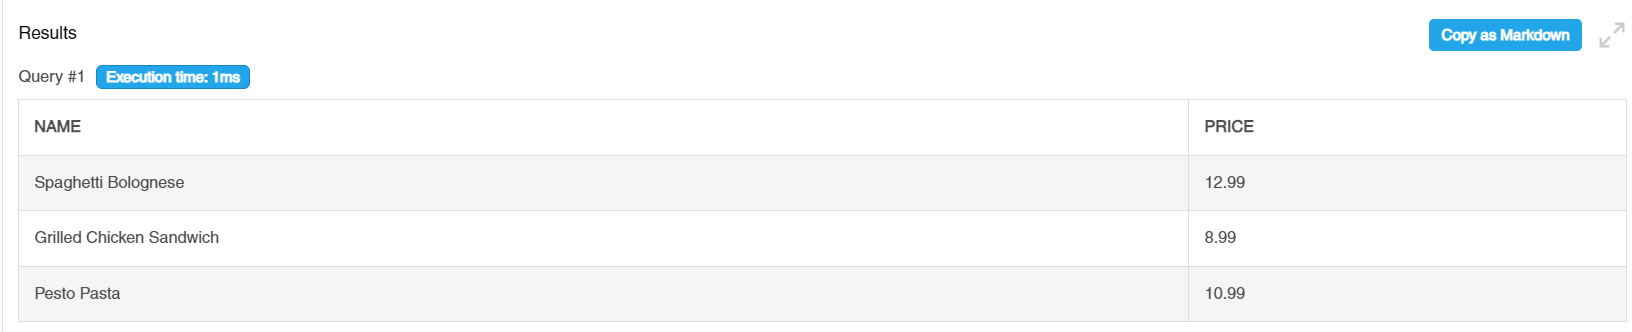 Results
Copy as Markdown
Query #1 Execution time: 1ms
NAME PRICE
Spaghetti Bolognese 12.99
Grilled Chicken Sandwich 8.99
Pesto Pasta 10.99